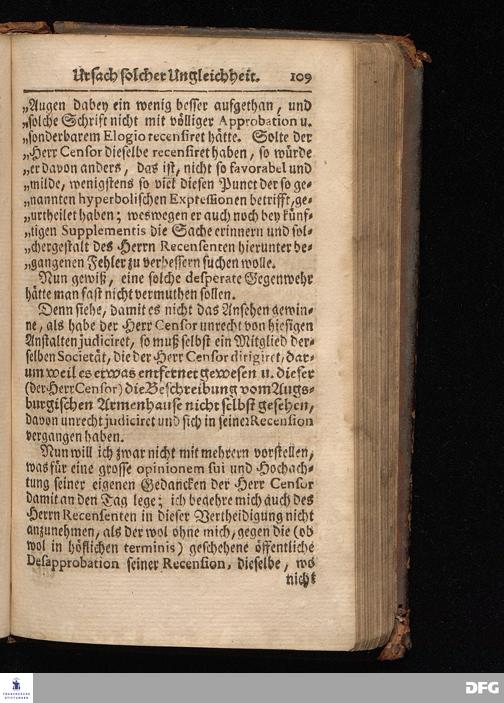 Ursach solcher Ungleichheit. 109
„Augen dabey ein wenig besser aufgethan, und
„solche Schrift nicht mit völliger Approbation u.
„sonderbarem Elogio recensiret hätte. Solte der
„Herr Censor dieselbe recensiret haben, so würde
„er davon anders, das ist, nicht so favorabel und
„milde, wenigstens so viel diesen Punct der so ge-
„nannten hyperbolischen Expressionen betrifft, ge-
„urtheilet haben; weswegen er auch noch bey künf-
„tigen Supplementis die Sache erinnern und sol-
„chergestalt des Herrn Recensenten hierunter be-
„gangenen Fehler zu verbessern suchen wolle.
Nun gewiß, eine solche desperate Gegenwehr
hätte man fast nicht vermuthen sollen.
Denn siehe, damit es nicht das Ansehen gewin-
ne, als habe der Herr Censor unrecht von hiesigen
Anstalten judiciret, so muß selbst ein Mitglied der-
selben Societät, die der Herr Censor dirigiret, dar-
um weil es etwas entferner gewesen u. dieser
(der Herr Censor) die Beschreibung vom Augs-
burgischen Armenhause nicht selbst gesehen,
davon unrecht judiciret und sich in seiner Recension
vergangen haben.
Nun will ich zwar nicht mit mehrern vorstellen,
was für eine grosse opinionem sui und Hochach-
tung seiner eigenen Gedancken der Herr Censor
damit an den Tag lege; ich begehre mich auch des
Herrn Recensenten in dieser Vertheidigung nicht
anzunehmen, als der wol ohne mich, gegen die (ob
wol in höflichen terminis) geschehene öffentliche
Desapprobation seiner Recension, dieselbe, wo
nicht
FRANCKESCHE
STIFTUNGEN
DFG